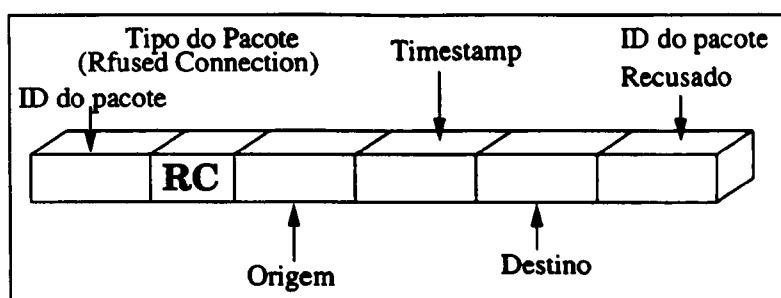 Tipo do Pacote
(Rfused Connection)
ID do pacote
Timestamp
ID do pacote
Recusado
RC
Origem
Destino